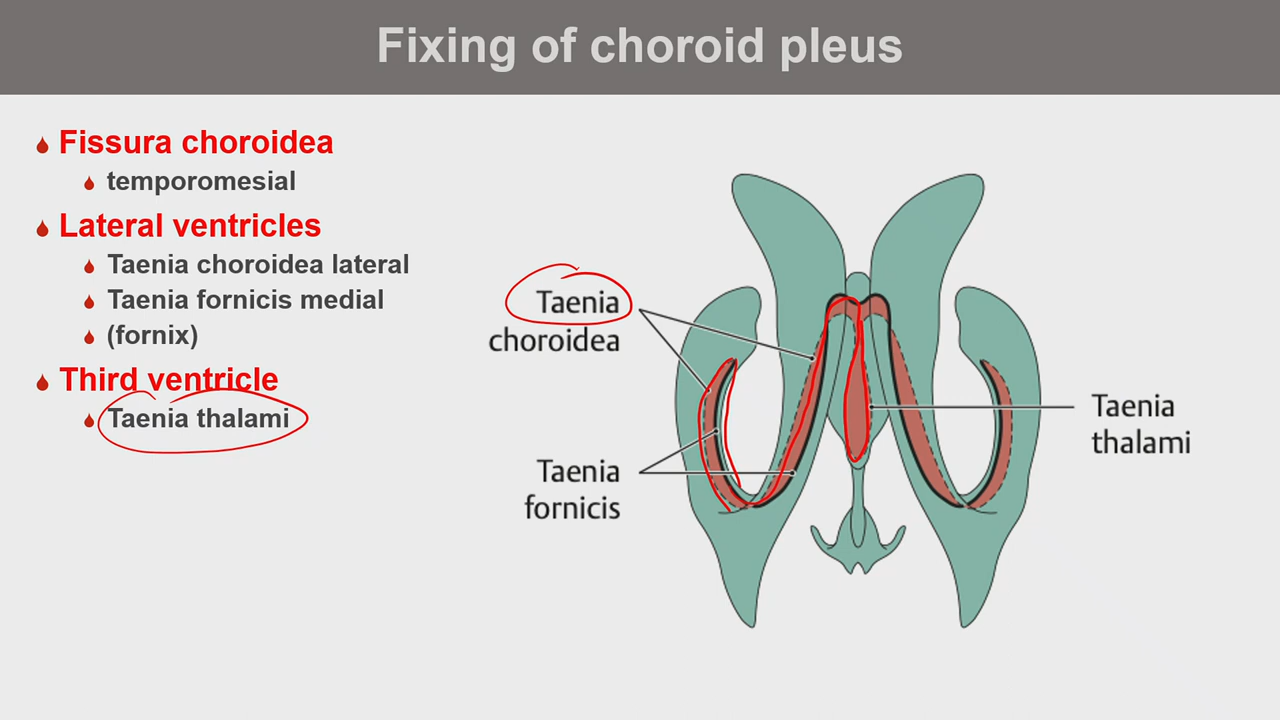 Fixing of choroid pleus
Fissura choroidea
temporomesial
Lateral ventricles
Taenia choroidea lateral
Taenia fornicis medial
(fornix)
Third ventricle
Taenia thalami
Taenia
choroidea
Taenia
fornicis
Taenia
thalami